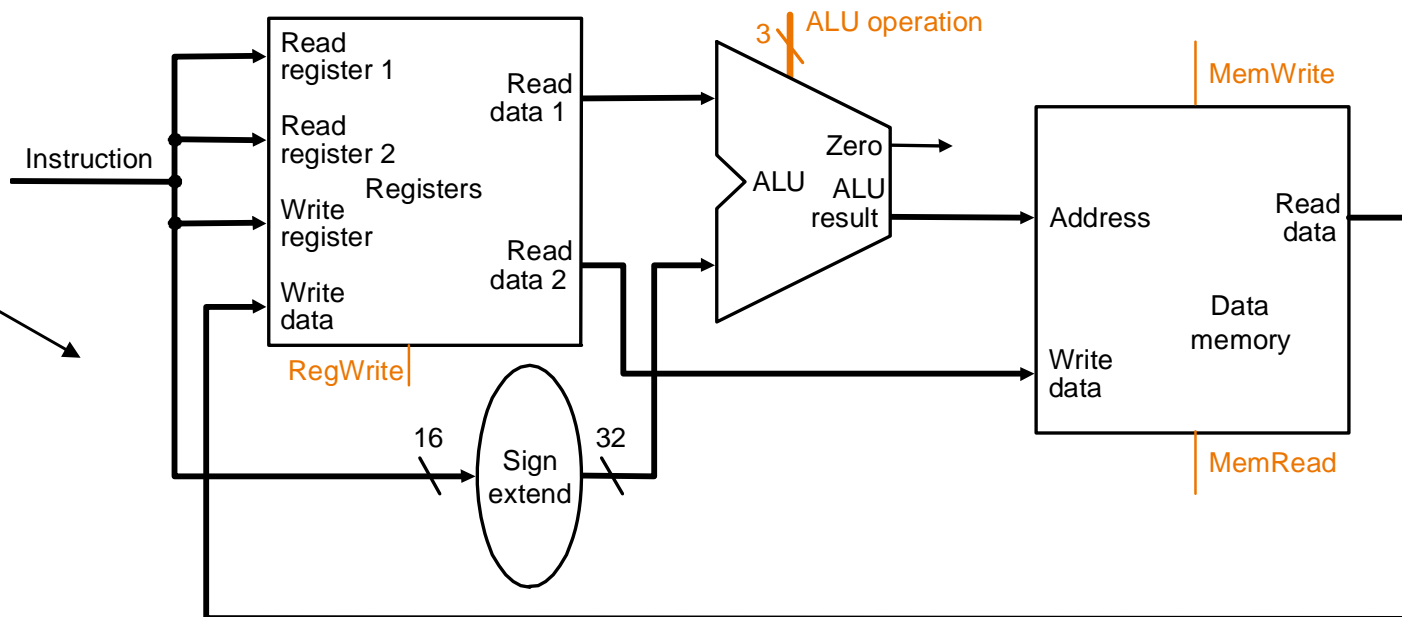 ALU operation
3
MemWrite
Read
register 1
Read
data 1
Read
register 2
Instruction
Registers
Write
register
Read
data 2
Write
data
RegWrite
Zero
ALU
ALU
result
Address
Read
data
Data
memory
Write
data
MemRead
16
Sign
extend
32